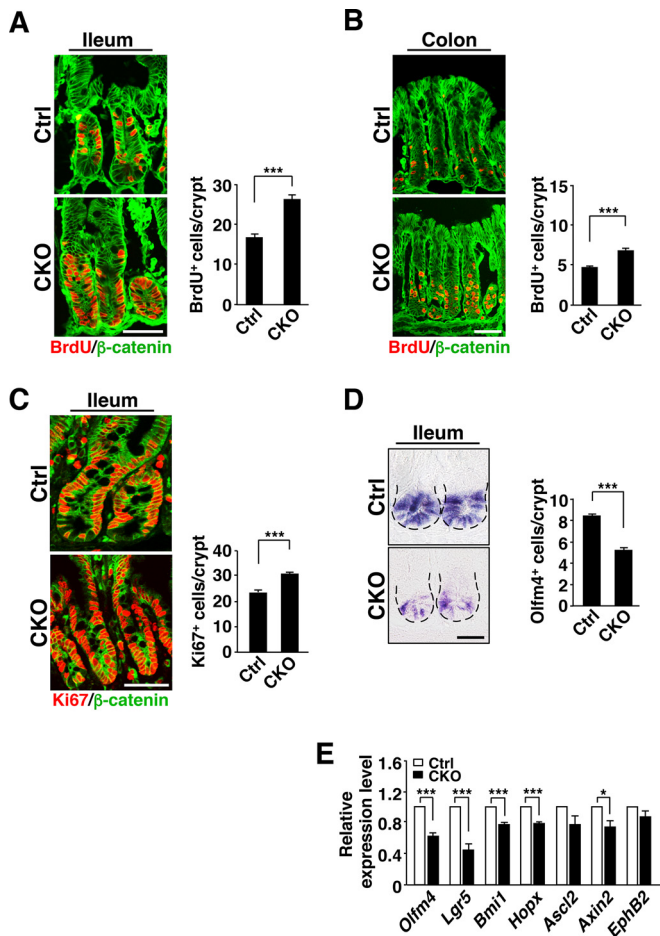 A
Ileum
Ctrl
CKO
BrdU/β-catenin
BrdU⁺ cells/crypt
30
20
10
0
***
Ctrl
CKO
B
Colon
Ctrl
CKO
BrdU/β-catenin
BrdU⁺ cells/crypt
15
10
5
0
***
Ctrl
CKO
C
Ileum
Ctrl
CKO
Ki67/β-catenin
Ki67⁺ cells/crypt
40
30
20
10
0
***
Ctrl
CKO
D
Ileum
Ctrl
CKO
Olfm4⁺ cells/crypt
10
8
6
4
2
0
***
Ctrl
CKO
E
Relative
expression level
1.6
1.2
0.8
0.4
0
Ctrl
CKO
*** *** *** *** *
Olfm4 Lgr5 Bmi1 Hopx Ascl2 Axin2 EphB2